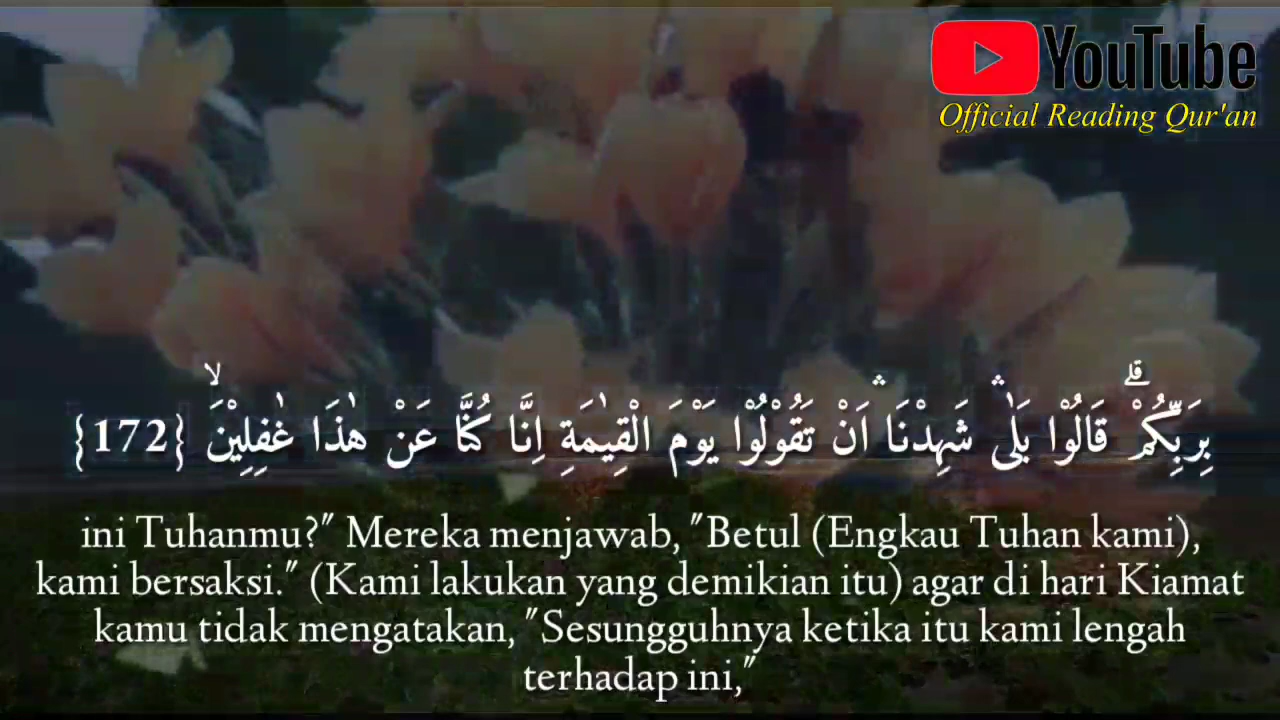 YouTube
Official Reading Qur'an
بِرَبِّكُمْۗ قَالُوْا بَلٰىۛ شَهِدْنَا ۛاَنْ تَقُوْلُوْا يَوْمَ الْقِيٰمَةِ اِنَّا كُنَّا عَنْ هٰذَا غٰفِلِيْنَۙ {172}
ini Tuhanmu?" Mereka menjawab, "Betul (Engkau Tuhan kami),
kami bersaksi." (Kami lakukan yang demikian itu) agar di hari Kiamat
kamu tidak mengatakan, "Sesungguhnya ketika itu kami lengah
terhadap ini,"